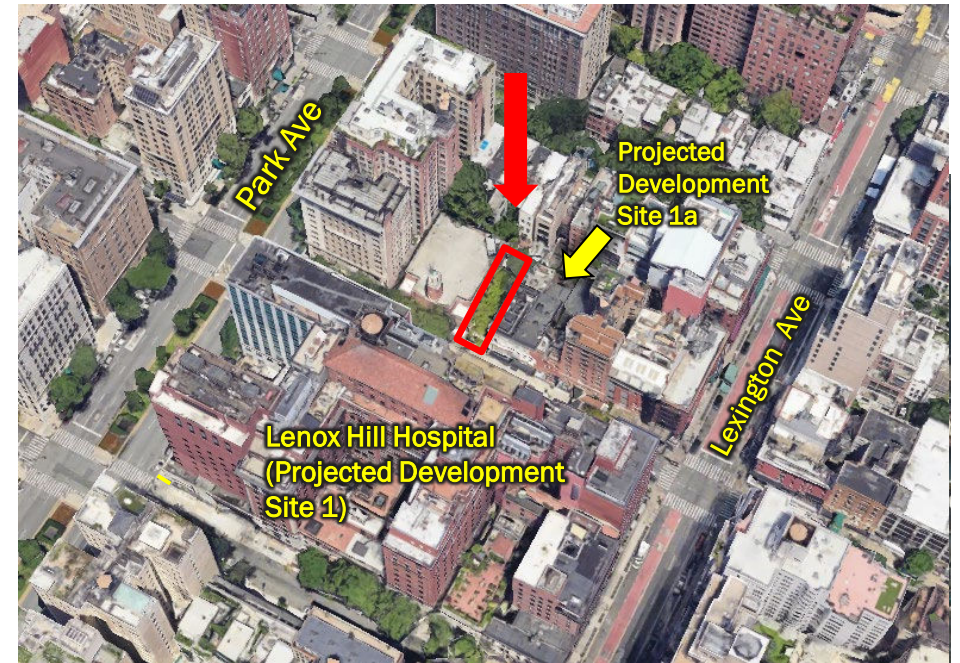 Park Ave
Projected
Development
Site 1a
Lexington Ave
Lenox Hill Hospital
(Projected Development
Site 1)